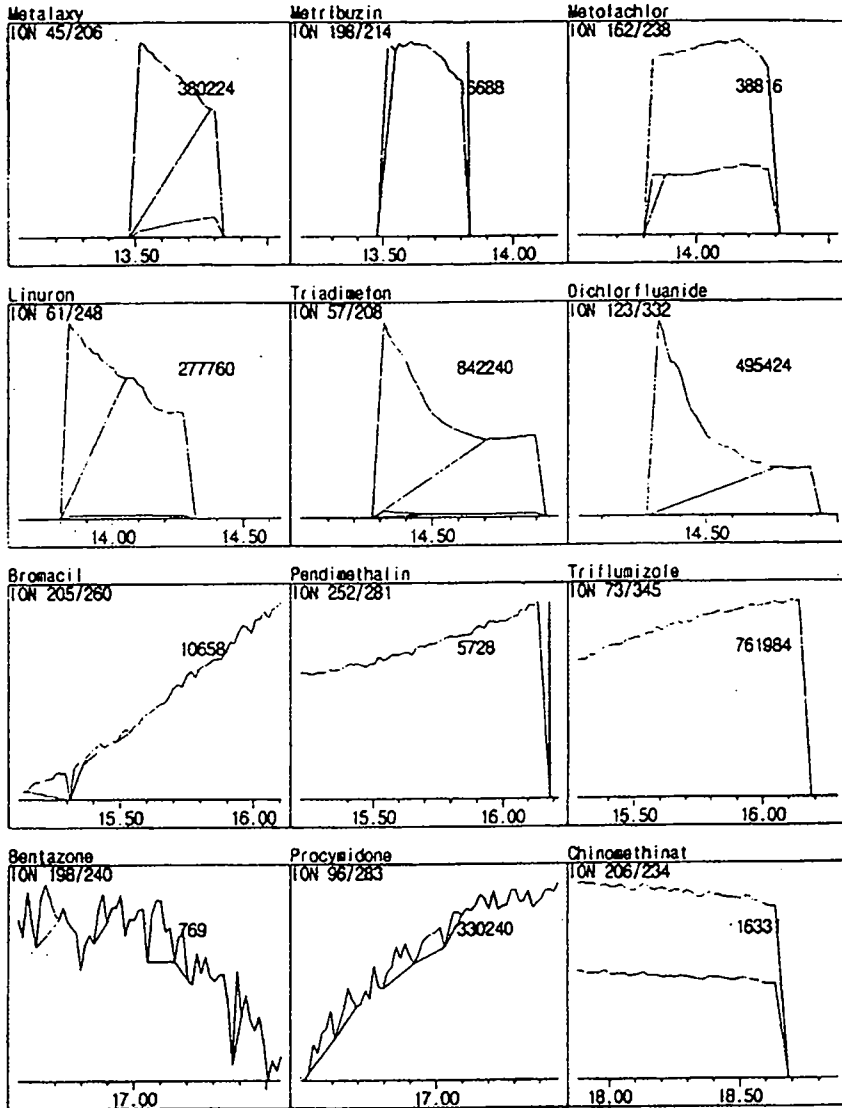 Metalaxy
ION 45/206
380224
13.50
Metribuzin
ION 198/214
6688
13.50 14.00
Metolachlor
ION 162/238
38816
14.00
Linuron
ION 61/248
277760
14.00 14.50
Triadimefon
ION 57/208
842240
14.50
Dichlorfluanide
ION 123/332
495424
14.50
Bromacil
ION 205/260
10658
15.50 16.00
Pendimethalin
ION 252/281
5728
15.50 16.00
Triflumizole
ION 73/345
761984
15.50 16.00
Bentazone
ION 198/240
769
17.00
Procymidone
ION 96/283
330240
17.00
Chinomethinat
ION 206/234
16331
18.00 18.50